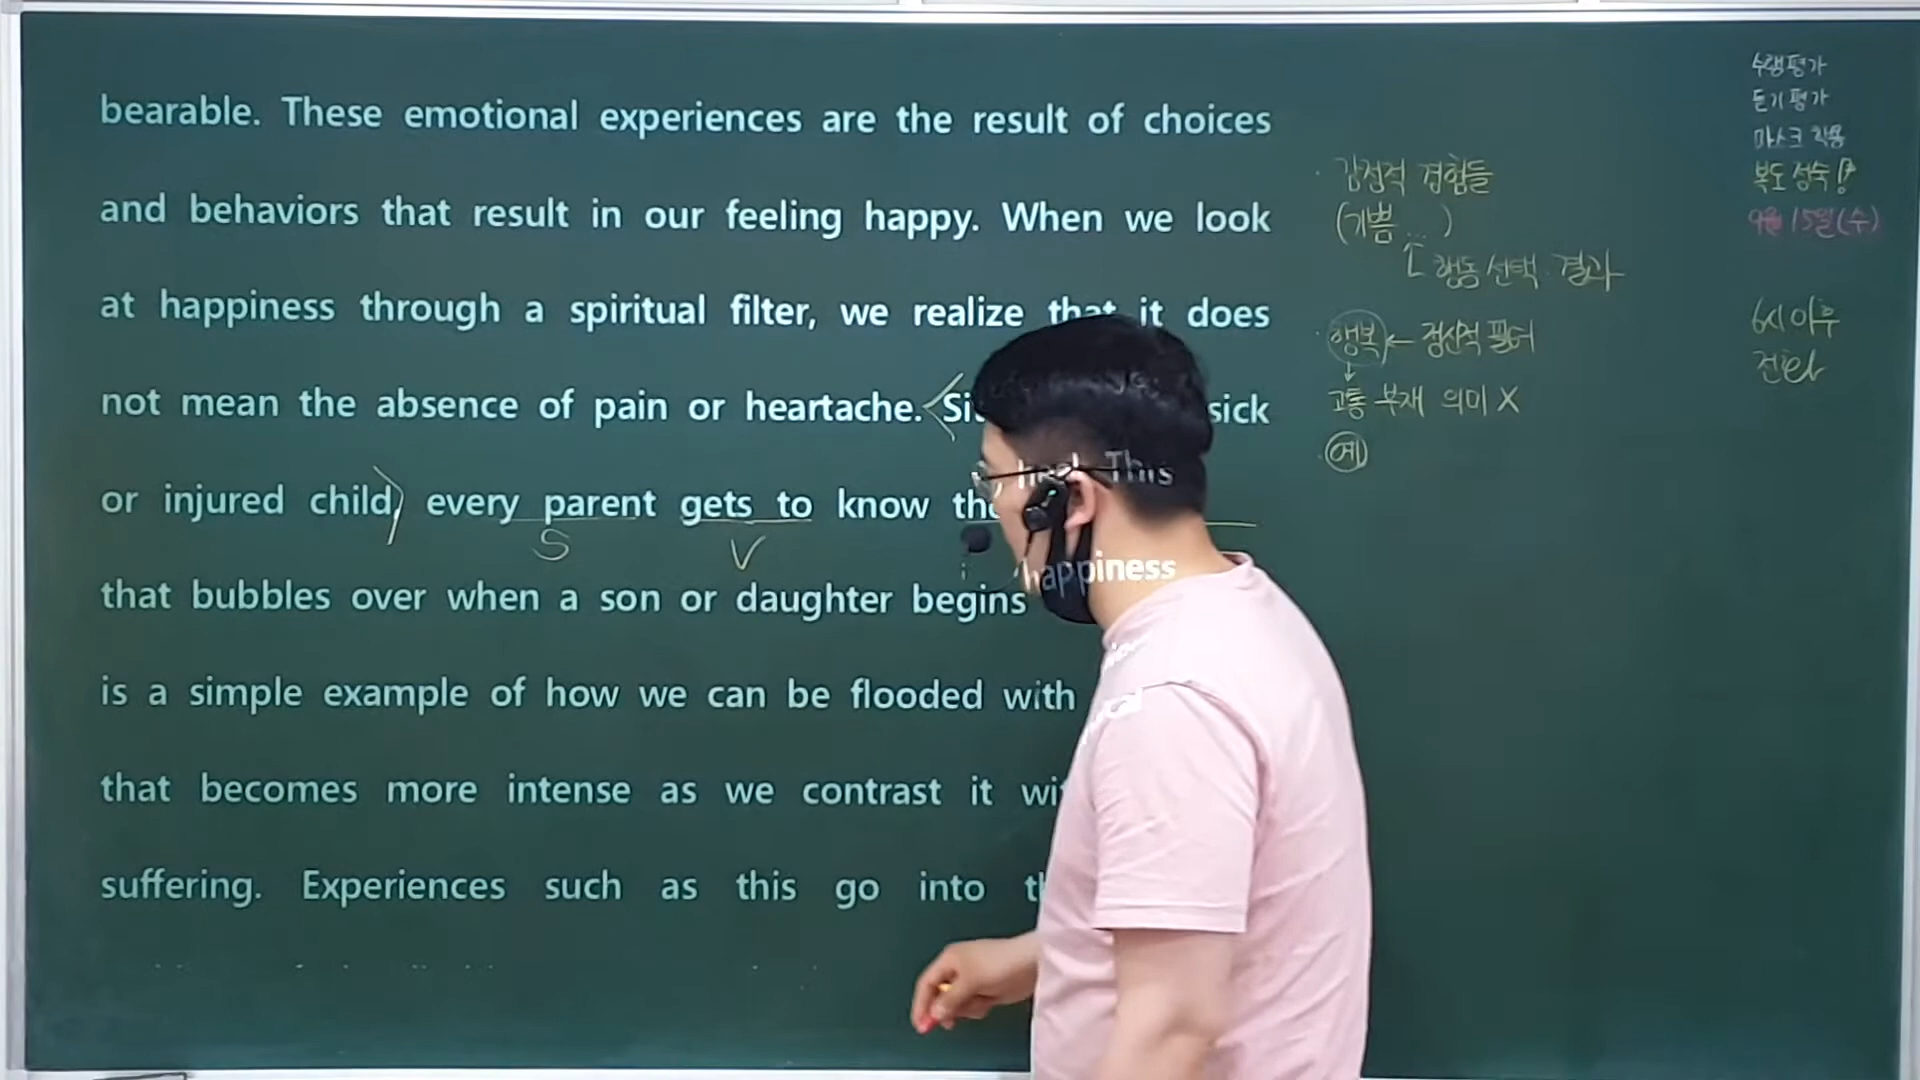 bearable. These emotional experiences are the result of choices
and behaviors that result in our feeling happy. When we look
at happiness through a spiritual filter, we realize that it does
not mean the absence of pain or heartache. sick
or injured child, every parent gets to know
S V
that bubbles over when a son or daughter begins This
is a simple example of how we can be flooded with happiness
that becomes more intense as we contrast it
suffering. Experiences such as this go into
· 감정적 경험들
(기쁨 … )
행동 선택 결과
· 행복 ← 정신적 필터
↓
고통 부재 의미 X
· 예
수행평가
듣기평가
마스크 착용
복도 정숙!
9월 15일(수)
6시 이후
전화